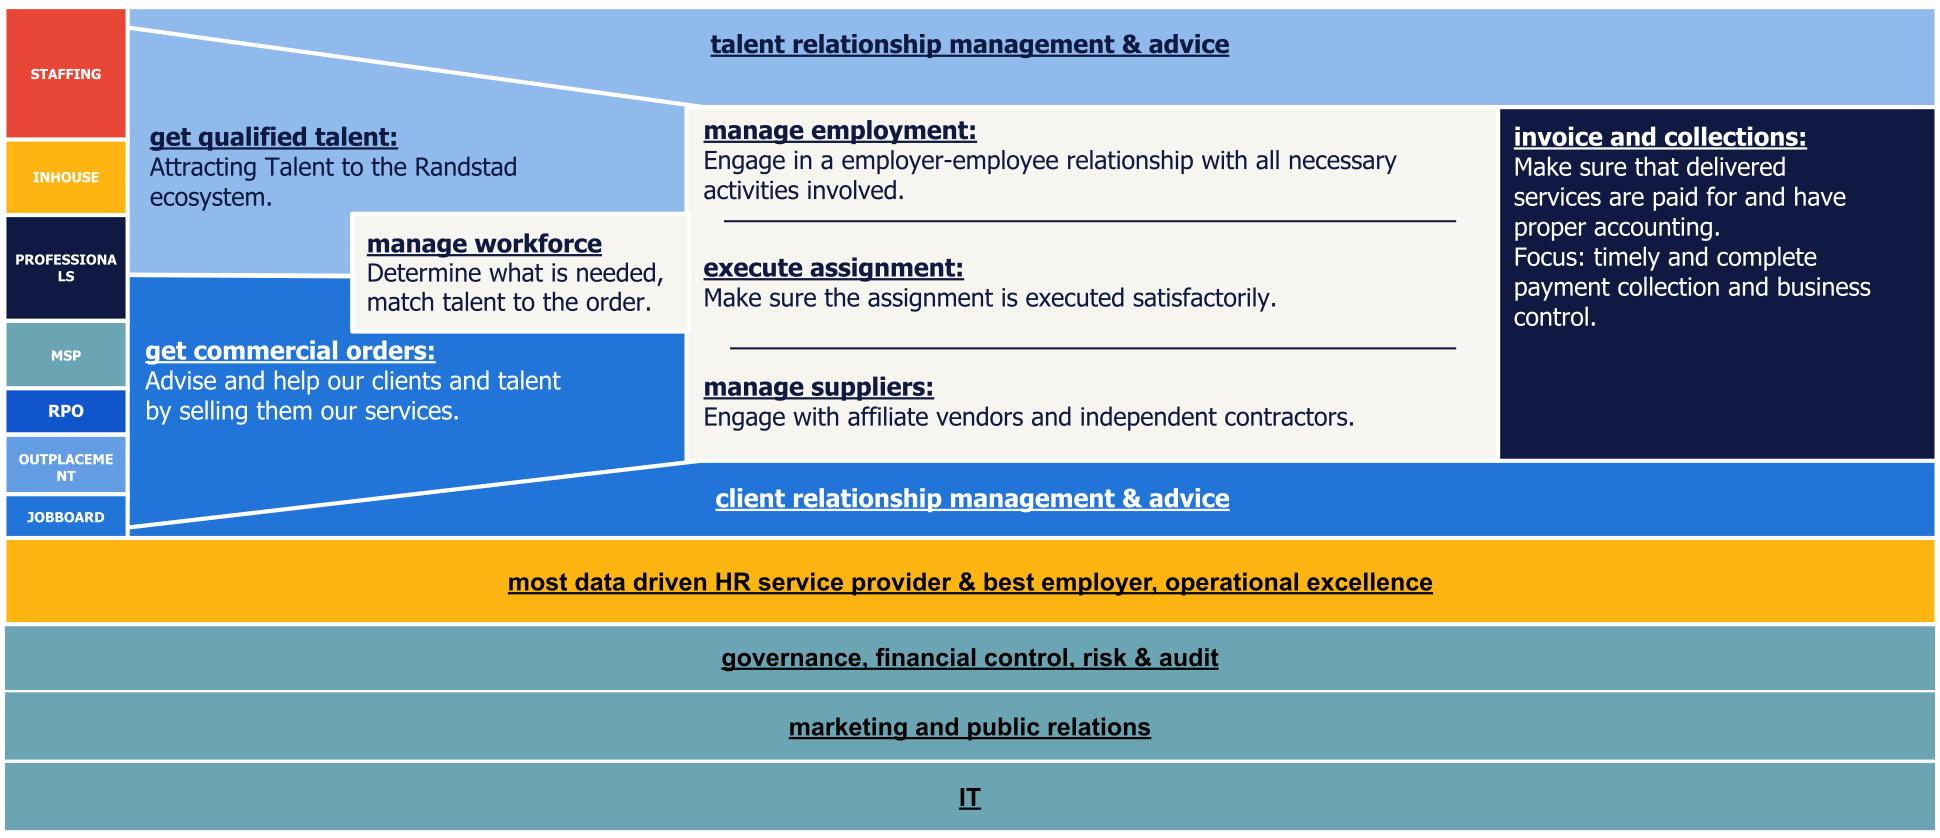 STAFFING
INHOUSE
PROFESSIONA
LS
MSP
RPO
OUTPLACEME
NT
JOBBOARD
talent relationship management & advice
get qualified talent:
Attracting Talent to the Randstad
ecosystem.
manage workforce
Determine what is needed,
match talent to the order.
get commercial orders:
Advise and help our clients and talent
by selling them our services.
manage employment:
Engage in a employer-employee relationship with all necessary
activities involved.
execute assignment:
Make sure the assignment is executed satisfactorily.
manage suppliers:
Engage with affiliate vendors and independent contractors.
invoice and collections:
Make sure that delivered
services are paid for and have
proper accounting.
Focus: timely and complete
payment collection and business
control.
client relationship management & advice
most data driven HR service provider & best employer, operational excellence
governance, financial control, risk & audit
marketing and public relations
IT